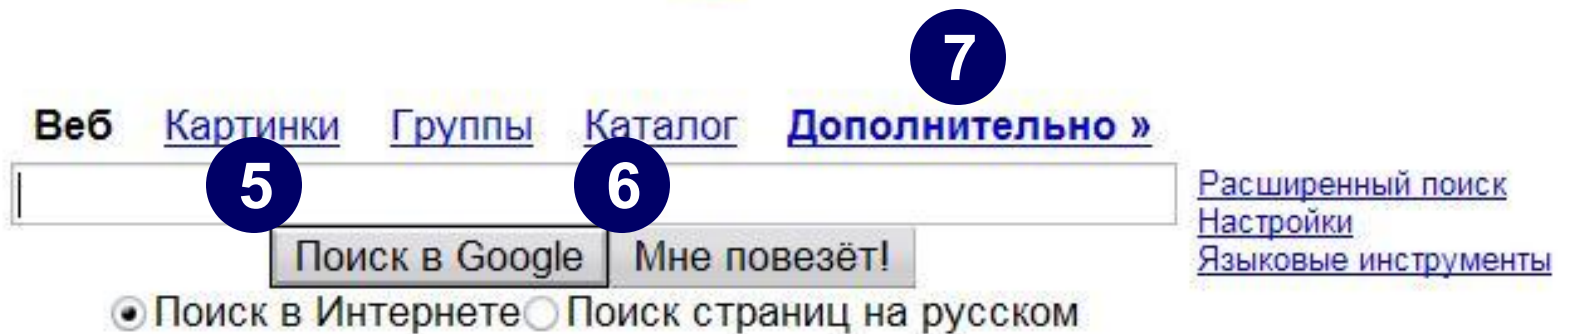 7
Веб Картинки Группы Каталог Дополнительно »
5 6
Расширенный поиск
Настройки
Языковые инструменты
Поиск в Google Мне повезёт!
Поиск в Интернете Поиск страниц на русском